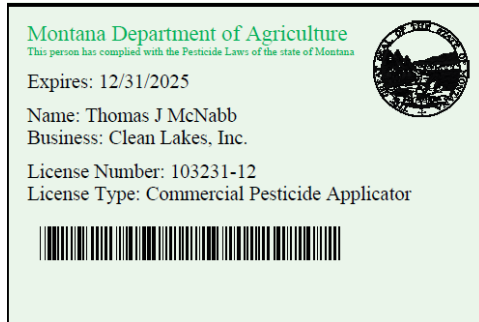 Montana Department of Agriculture
This person has complied with the Pesticide Laws of the state of Montana
Expires: 12/31/2025
Name: Thomas J McNabb
Business: Clean Lakes, Inc.
License Number: 103231-12
License Type: Commercial Pesticide Applicator